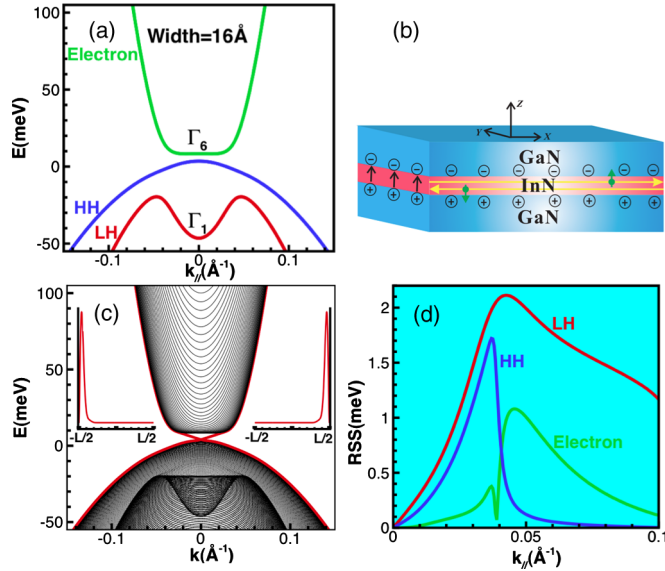 (a)
Width=16Å
Electron
Γ6
HH
LH
Γ1
E(meV)
100
50
0
-50
-0.1
0
0.1
k//(Å-1)
(b)
Z
Y
X
GaN
InN
GaN
(c)
E(meV)
100
50
0
-50
-L/2
L/2
-L/2
L/2
-0.1
0
0.1
k(Å-1)
(d)
LH
HH
Electron
RSS(meV)
2
1.5
1
0.5
0
0
0.05
0.1
k//(Å-1)